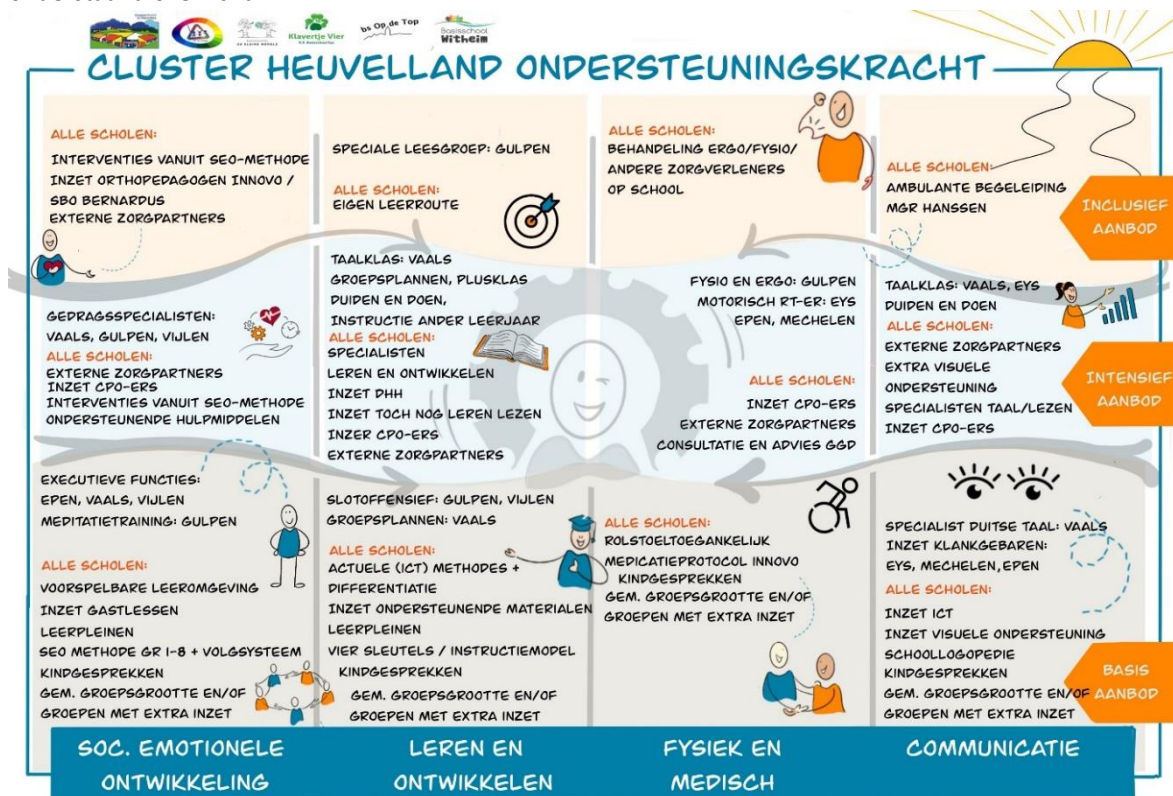 Klavertje Vier
bs Op de Top
Basisschool
Witheim
CLUSTER HEUVELLAND ONDERSTEUNINGSKRACHT
ALLE SCHOLEN:
INTERVENTIES VANUIT SEO-METHODE
INZET ORTHOPEDAGOGEN INNOVO /
SBO BERNARDUS
EXTERNE ZORGPARTNERS
SPECIALE LEESGROEP: GULPEN
ALLE SCHOLEN:
EIGEN LEERROUTE
ALLE SCHOLEN:
BEHANDELING ERGO/FYSIO/
ANDERE ZORGVERLENERS
OP SCHOOL
ALLE SCHOLEN:
AMBULANTE BEGELEIDING
MGR HANSSEN
INCLUSIEF
AANBOD
GEDRAGSSPECIALISTEN:
VAALS, GULPEN, VIJLEN
ALLE SCHOLEN:
EXTERNE ZORGPARTNERS
INZET CPO-ERS
INTERVENTIES VANUIT SEO-METHODE
ONDERSTEUNENDE HULPMIDDELEN
TAALKLAS: VAALS
GROEPSPLANNEN, PLUSKLAS
DUIDEN EN DOEN,
INSTRUCTIE ANDER LEERJAAR
ALLE SCHOLEN:
SPECIALISTEN
LEREN EN ONTWIKKELEN
INZET DHH
INZET TOCH NOG LEREN LEZEN
INZER CPO-ERS
EXTERNE ZORGPARTNERS
FYSIO EN ERGO: GULPEN
MOTORISCH RT-ER: EYS
EPEN, MECHELEN
ALLE SCHOLEN:
INZET CPO-ERS
EXTERNE ZORGPARTNERS
CONSULTATIE EN ADVIES GGD
TAALKLAS: VAALS, EYS
DUIDEN EN DOEN
ALLE SCHOLEN:
EXTERNE ZORGPARTNERS
EXTRA VISUELE
ONDERSTEUNING
SPECIALISTEN TAAL/LEZEN
INZET CPO-ERS
INTENSIEF
AANBOD
EXECUTIEVE FUNCTIES:
EPEN, VAALS, VIJLEN
MEDITATIETRAINING: GULPEN
ALLE SCHOLEN:
VOORSPELBARE LEEROMGEVING
INZET GASTLESSEN
LEERPLEINEN
SEO METHODE GR 1-8 + VOLGSYSTEEM
KINDGESPREKKEN
GEM. GROEPSGROOTTE EN/OF
GROEPEN MET EXTRA INZET
SLOTOFFENSIEF: GULPEN, VIJLEN
GROEPSPLANNEN: VAALS
ALLE SCHOLEN:
ACTUELE (ICT) METHODES +
DIFFERENTIATIE
INZET ONDERSTEUNENDE MATERIALEN
LEERPLEINEN
VIER SLEUTELS / INSTRUCTIEMODEL
KINDGESPREKKEN
GEM. GROEPSGROOTTE EN/OF
GROEPEN MET EXTRA INZET
ALLE SCHOLEN:
ROLSTOELTOEGANKELIJK
MEDICATIEPROTOCOL INNOVO
KINDGESPREKKEN
GEM. GROEPSGROOTTE EN/OF
GROEPEN MET EXTRA INZET
SPECIALIST DUITSE TAAL: VAALS
INZET KLANKGEBAREN:
EYS, MECHELEN, EPEN
ALLE SCHOLEN:
INZET ICT
INZET VISUELE ONDERSTEUNING
SCHOOLLOGOPEDIE
KINDGESPREKKEN
GEM. GROEPSGROOTTE EN/OF
GROEPEN MET EXTRA INZET
BASIS
AANBOD
SOC. EMOTIONELE
ONTWIKKELING
LEREN EN
ONTWIKKELEN
FYSIEK EN
MEDISCH
COMMUNICATIE